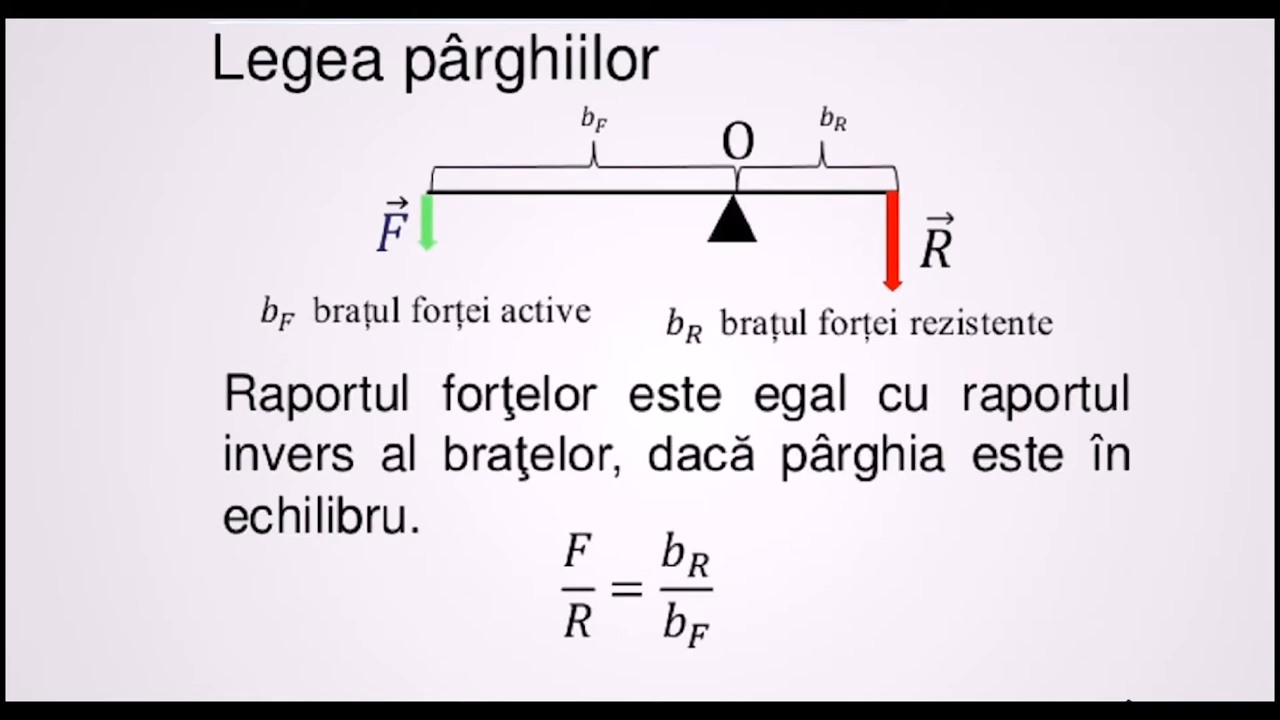 Legea pârghiilor
b_F O b_R
F⃗ R⃗
b_F brațul forței active
b_R brațul forței rezistente
Raportul forţelor este egal cu raportul
invers al braţelor, dacă pârghia este în
echilibru.
F/R = b_R/b_F